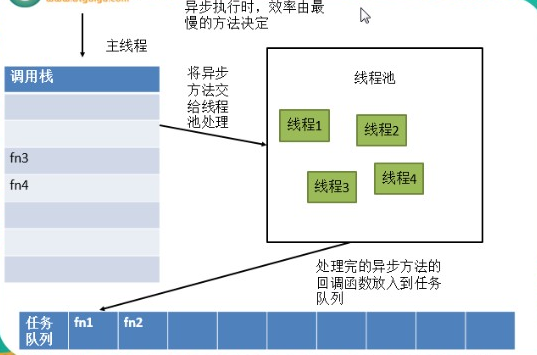 异步执行时，效率由最
慢的方法决定
主线程
调用栈
fn3
fn4
将异步
方法交
给线程
池处理
线程池
线程1
线程2
线程3
线程4
处理完的异步方法的
回调函数放入到任务
队列
任务
队列
fn1
fn2